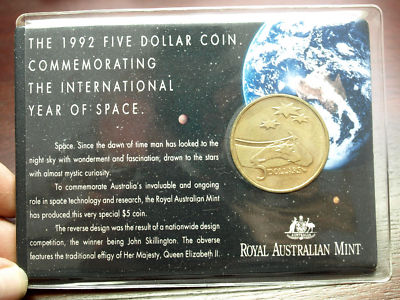 THE 1992 FIVE DOLLAR COIN.
COMMEMORATING
THE INTERNATIONAL
YEAR OF SPACE.
Space. Since the dawn of time man has looked to the
night sky with wonderment and fascination, drawn to the stars
with almost mystic curiosity.
To commemorate Australia's invaluable and ongoing
role in space technology and research, the Royal Australian Mint
has produced this very special $5 coin.
The reverse design was the result of a nationwide design
competition, the winner being John Skillington. The obverse
features the traditional effigy of Her Majesty, Queen Elizabeth II.
5 DOLLARS
ROYAL AUSTRALIAN MINT